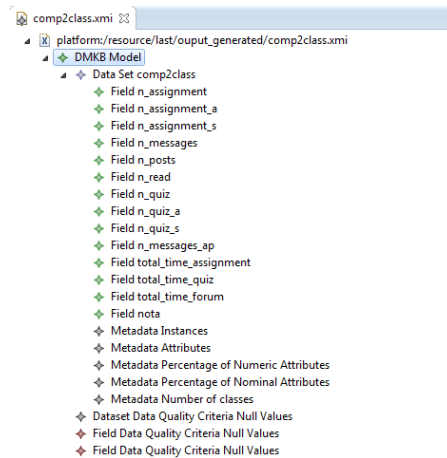 comp2class.xmi
platform:/resource/last/ouput_generated/comp2class.xmi
DMKB Model
Data Set comp2class
Field n_assignment
Field n_assignment_a
Field n_assignment_s
Field n_messages
Field n_posts
Field n_read
Field n_quiz
Field n_quiz_a
Field n_quiz_s
Field n_messages_ap
Field total_time_assignment
Field total_time_quiz
Field total_time_forum
Field nota
Metadata Instances
Metadata Attributes
Metadata Percentage of Numeric Attributes
Metadata Percentage of Nominal Attributes
Metadata Number of classes
Dataset Data Quality Criteria Null Values
Field Data Quality Criteria Null Values
Field Data Quality Criteria Null Values